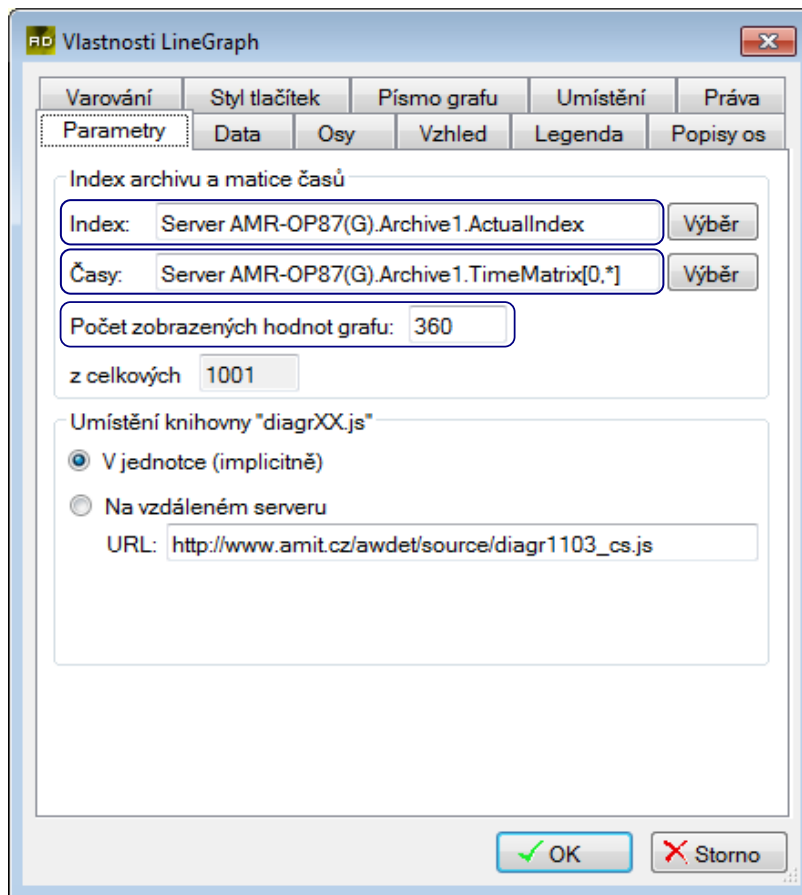 Vlastnosti LineGraph
Varování Styl tlačítek Písmo grafu Umístění Práva
Parametry Data Osy Vzhled Legenda Popisy os
Index archivu a matice časů
Index: Server AMR-OP87(G).Archive1.ActualIndex Výběr
Časy: Server AMR-OP87(G).Archive1.TimeMatrix[0,*] Výběr
Počet zobrazených hodnot grafu: 360
z celkových 1001
Umístění knihovny "diagrXX.js"
V jednotce (implicitně)
Na vzdáleném serveru
URL: http://www.amit.cz/awdet/source/diagr1103_cs.js
OK Storno